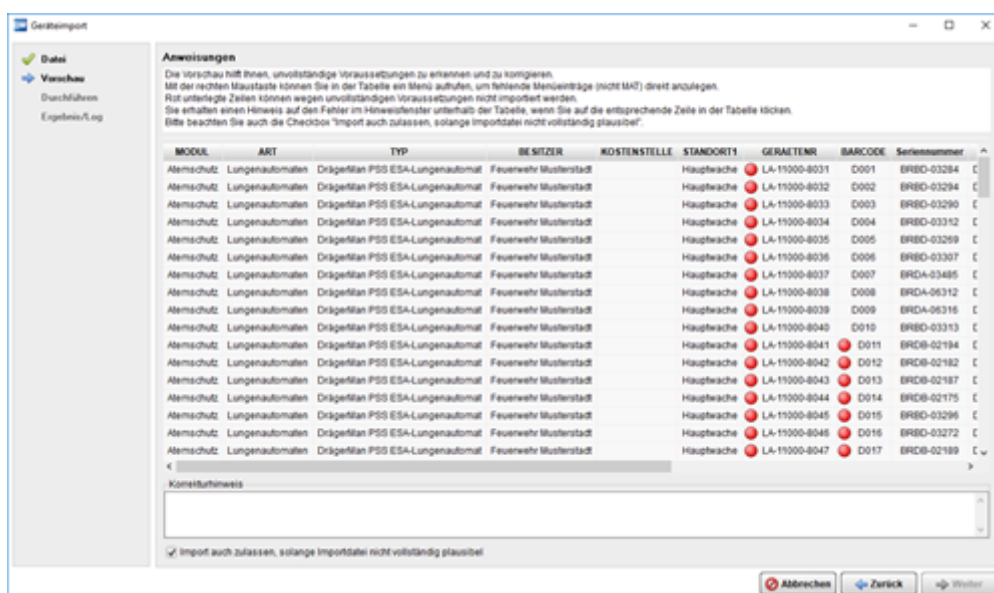 Geräteimport
Datei
Vorschau
Durchführen
Ergebnis/Log
Anweisungen
Die Vorschau hilft Ihnen, unvollständige Voraussetzungen zu erkennen und zu korrigieren.
Mit der rechten Maustaste können Sie in der Tabelle ein Menü aufrufen, um fehlende Menüeinträge (nicht MAT) direkt anzulegen.
Rot unterlegte Zeilen können wegen unvollständigen Voraussetzungen nicht importiert werden.
Sie erhalten einen Hinweis auf den Fehler im Hinweisfenster unterhalb der Tabelle, wenn Sie auf die entsprechende Zeile in der Tabelle klicken.
Bitte beachten Sie auch die Checkbox "Import auch zulassen, solange Importdatei nicht vollständig plausibel".
MODUL ART TYP BESITZER KOSTENSTELLE STANDORT1 GERAETENR BARCODE Seriennummer
Atemschutz Lungenautomaten DrägerMan PSS ESA-Lungenautomat Feuerwehr Musterstadt Hauptwache LA-11000-8031 D001 BRBD-03284
Atemschutz Lungenautomaten DrägerMan PSS ESA-Lungenautomat Feuerwehr Musterstadt Hauptwache LA-11000-8032 D002 BRBD-03294
Atemschutz Lungenautomaten DrägerMan PSS ESA-Lungenautomat Feuerwehr Musterstadt Hauptwache LA-11000-8033 D003 BRBD-03290
Atemschutz Lungenautomaten DrägerMan PSS ESA-Lungenautomat Feuerwehr Musterstadt Hauptwache LA-11000-8034 D004 BRBD-03312
Atemschutz Lungenautomaten DrägerMan PSS ESA-Lungenautomat Feuerwehr Musterstadt Hauptwache LA-11000-8035 D005 BRBD-03269
Atemschutz Lungenautomaten DrägerMan PSS ESA-Lungenautomat Feuerwehr Musterstadt Hauptwache LA-11000-8036 D006 BRBD-03307
Atemschutz Lungenautomaten DrägerMan PSS ESA-Lungenautomat Feuerwehr Musterstadt Hauptwache LA-11000-8037 D007 BRDA-03485
Atemschutz Lungenautomaten DrägerMan PSS ESA-Lungenautomat Feuerwehr Musterstadt Hauptwache LA-11000-8038 D008 BRDA-06312
Atemschutz Lungenautomaten DrägerMan PSS ESA-Lungenautomat Feuerwehr Musterstadt Hauptwache LA-11000-8039 D009 BRDA-06316
Atemschutz Lungenautomaten DrägerMan PSS ESA-Lungenautomat Feuerwehr Musterstadt Hauptwache LA-11000-8040 D010 BRBD-03313
Atemschutz Lungenautomaten DrägerMan PSS ESA-Lungenautomat Feuerwehr Musterstadt Hauptwache LA-11000-8041 D011 BRDB-02194
Atemschutz Lungenautomaten DrägerMan PSS ESA-Lungenautomat Feuerwehr Musterstadt Hauptwache LA-11000-8042 D012 BRDB-02182
Atemschutz Lungenautomaten DrägerMan PSS ESA-Lungenautomat Feuerwehr Musterstadt Hauptwache LA-11000-8043 D013 BRDB-02187
Atemschutz Lungenautomaten DrägerMan PSS ESA-Lungenautomat Feuerwehr Musterstadt Hauptwache LA-11000-8044 D014 BRDB-02175
Atemschutz Lungenautomaten DrägerMan PSS ESA-Lungenautomat Feuerwehr Musterstadt Hauptwache LA-11000-8045 D015 BRBD-03296
Atemschutz Lungenautomaten DrägerMan PSS ESA-Lungenautomat Feuerwehr Musterstadt Hauptwache LA-11000-8046 D016 BRBD-03272
Atemschutz Lungenautomaten DrägerMan PSS ESA-Lungenautomat Feuerwehr Musterstadt Hauptwache LA-11000-8047 D017 BRDB-02189
Korrekturhinweis
Import auch zulassen, solange Importdatei nicht vollständig plausibel
Abbrechen Zurück Weiter